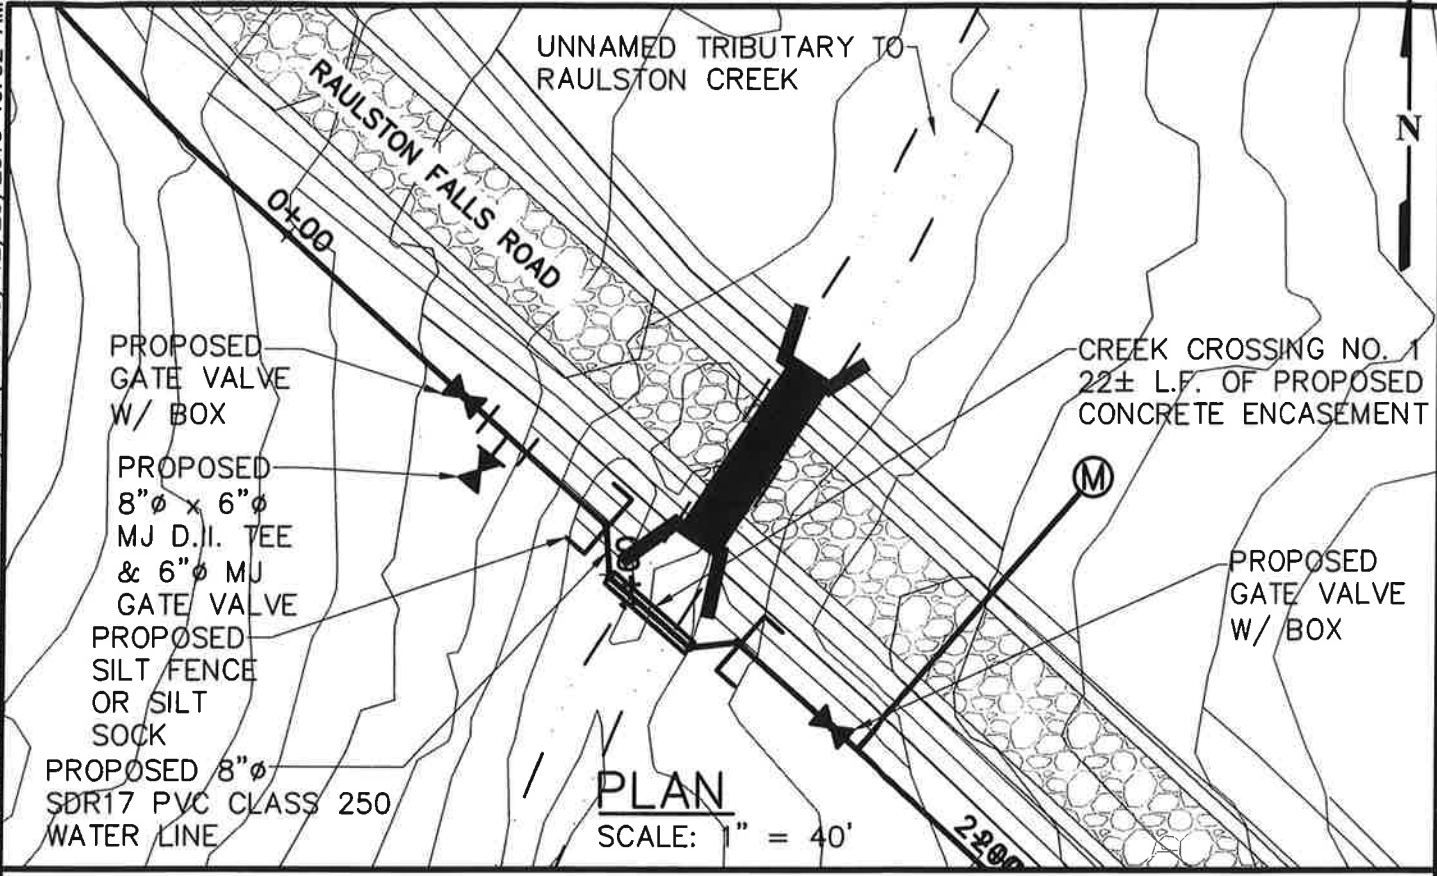 UNNAMED TRIBUTARY TO
RAULSTON CREEK
N
RAULSTON FALLS ROAD
0+00
PROPOSED
GATE VALVE
W/ BOX
CREEK CROSSING NO. 1
22± L.F. OF PROPOSED
CONCRETE ENCASEMENT
M
PROPOSED
8"ø x 6"ø
MJ D.I. TEE
& 6"ø MJ
GATE VALVE
PROPOSED
GATE VALVE
W/ BOX
PROPOSED
SILT FENCE
OR SILT
SOCK
PROPOSED 8"ø
SDR17 PVC CLASS 250
WATER LINE
PLAN
SCALE: 1" = 40'